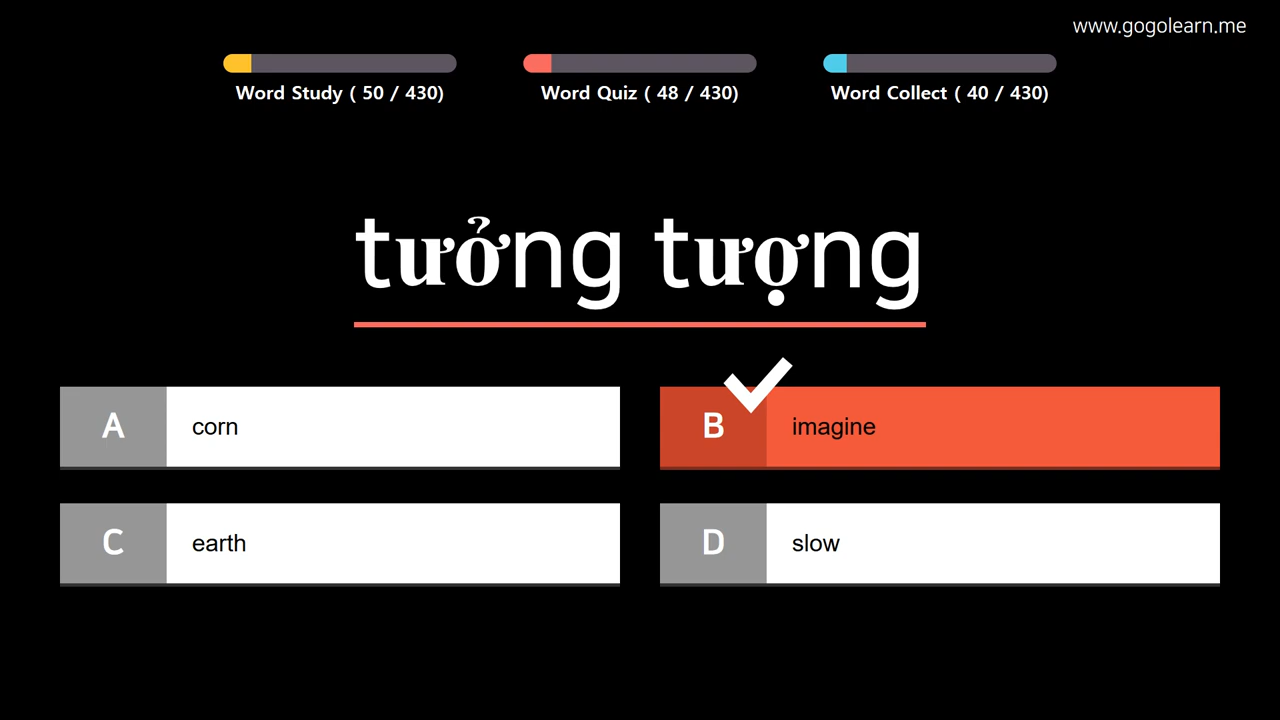 www.gogolearn.me
Word Study ( 50 / 430)
Word Quiz ( 48 / 430)
Word Collect ( 40 / 430)
tưởng tượng
A corn
B imagine
C earth
D slow